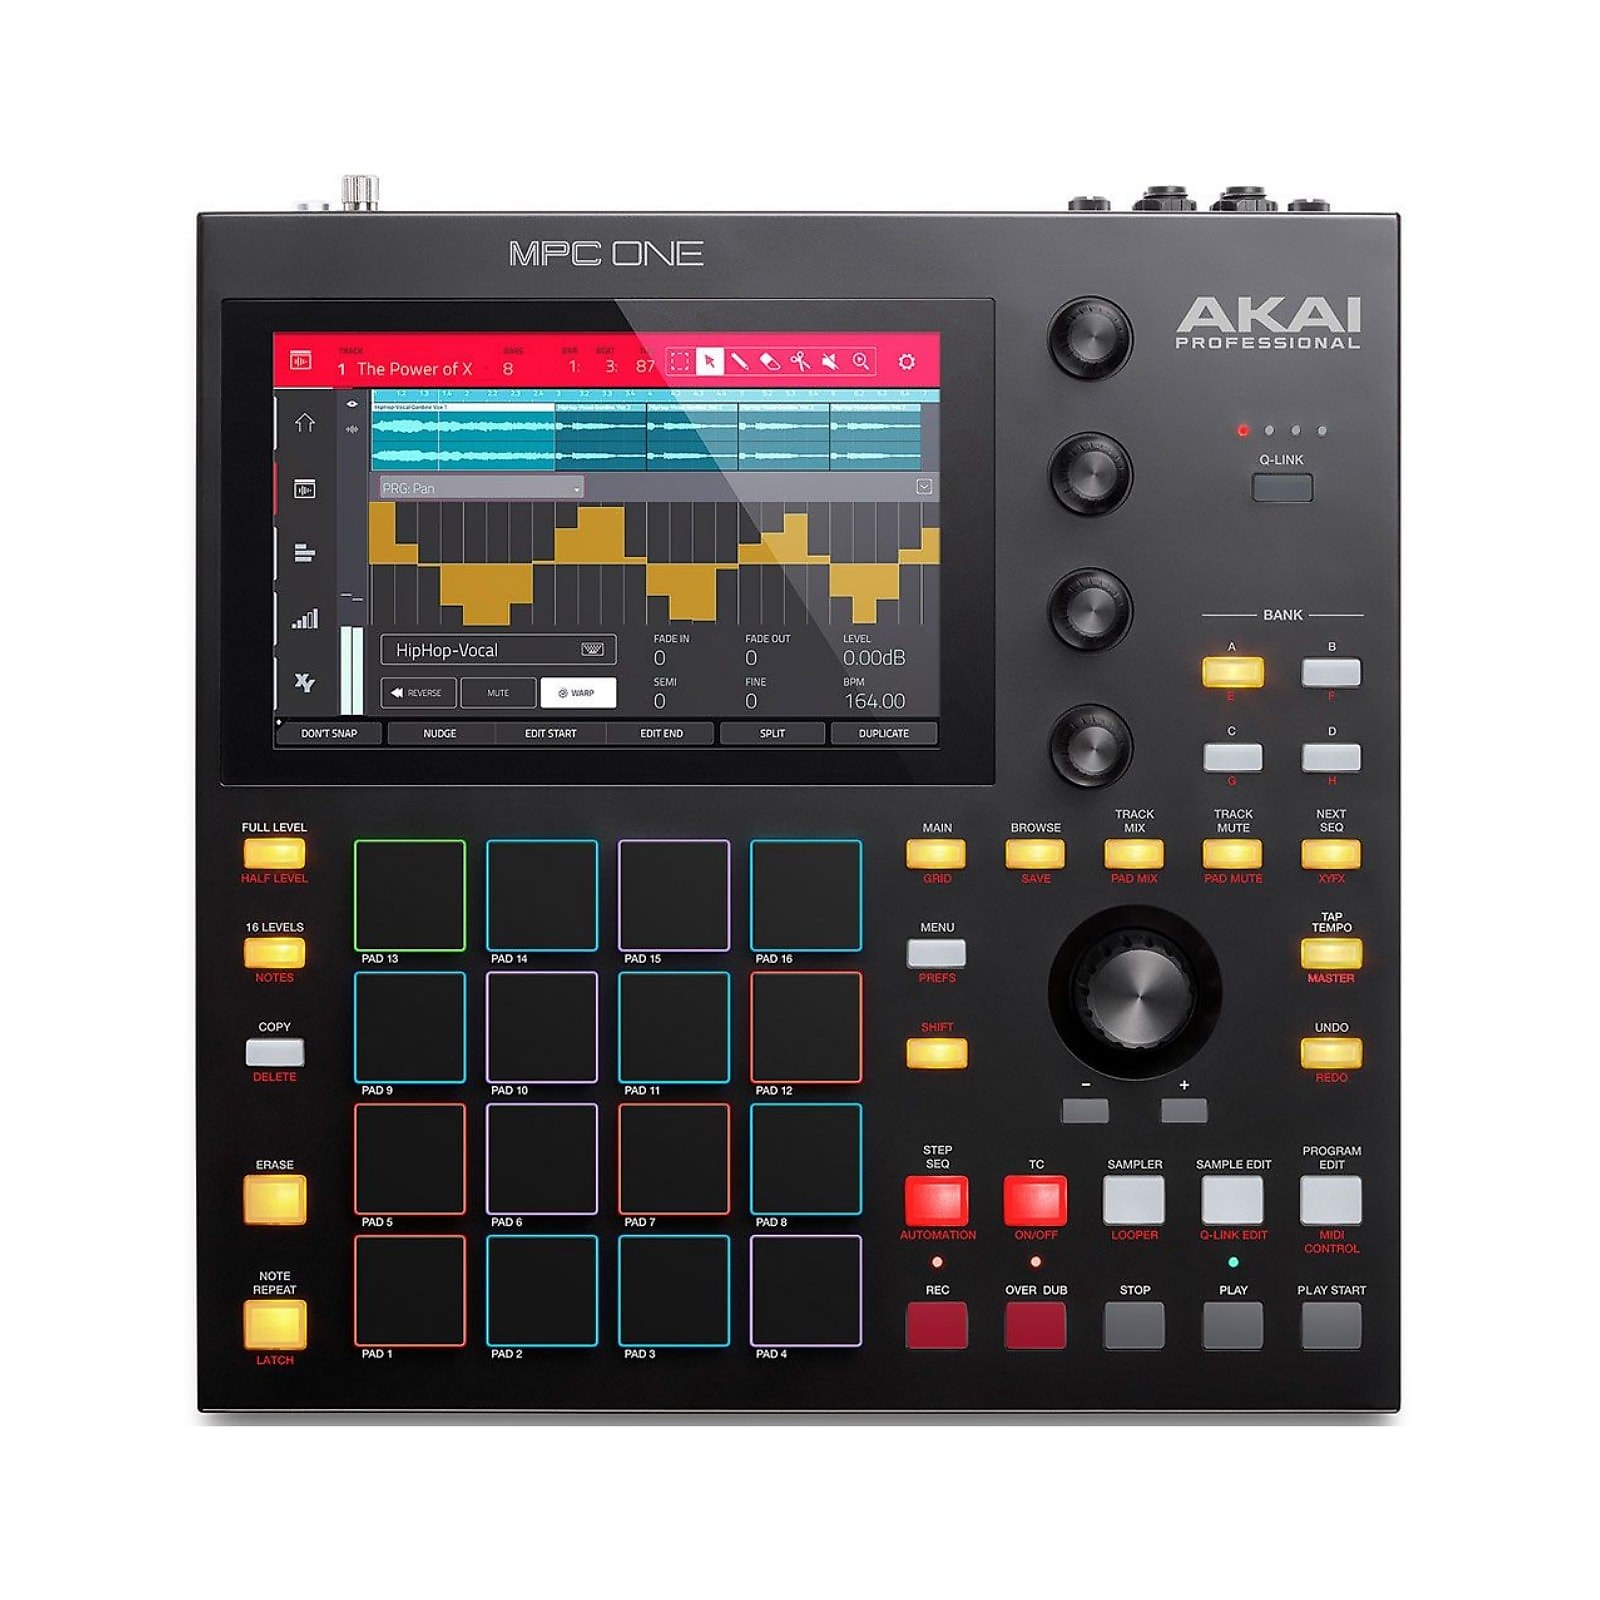 MPC ONE
AKAI
PROFESSIONAL
TRACK
BARS
BAR
BEAT
1 The Power of X
8
1:
3:
87
PRG: Pan
HipHop-Vocal
FADE IN
0
FADE OUT
0
LEVEL
0.00dB
REVERSE
MUTE
WARP
SEMI
0
FINE
0
BPM
164.00
DON'T SNAP
NUDGE
EDIT START
EDIT END
SPLIT
DUPLICATE
XY
Q-LINK
BANK
A
B
E
F
C
D
G
H
FULL LEVEL
HALF LEVEL
16 LEVELS
NOTES
COPY
DELETE
ERASE
NOTE
REPEAT
LATCH
PAD 13
PAD 14
PAD 15
PAD 16
PAD 9
PAD 10
PAD 11
PAD 12
PAD 5
PAD 6
PAD 7
PAD 8
PAD 1
PAD 2
PAD 3
PAD 4
MAIN
GRID
BROWSE
SAVE
TRACK
MIX
PAD MIX
TRACK
MUTE
PAD MUTE
NEXT
SEQ
XYFX
MENU
PREFS
TAP
TEMPO
MASTER
SHIFT
UNDO
REDO
-
+
STEP
SEQ
AUTOMATION
TC
ON/OFF
SAMPLER
LOOPER
SAMPLE EDIT
Q-LINK EDIT
PROGRAM
EDIT
MIDI
CONTROL
REC
OVER DUB
STOP
PLAY
PLAY START